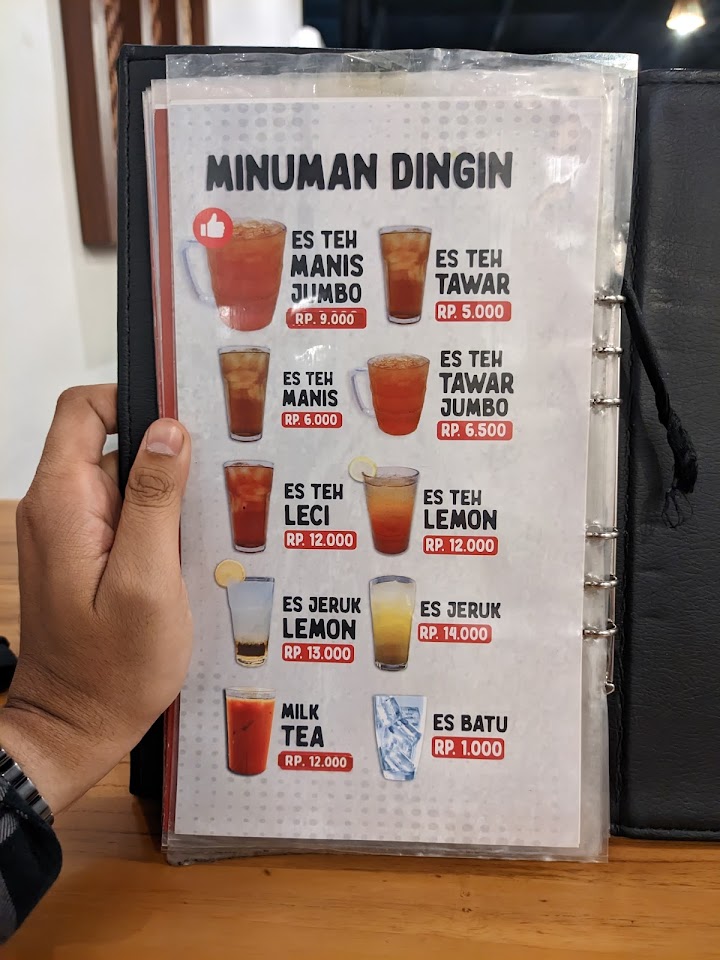 MINUMAN DINGIN
ES TEH
MANIS
JUMBO
RP. 9.000
ES TEH
TAWAR
RP. 5.000
ES TEH
MANIS
RP. 6.000
ES TEH
TAWAR
JUMBO
RP. 6.500
ES TEH
LECI
RP. 12.000
ES TEH
LEMON
RP. 12.000
ES JERUK
LEMON
RP. 13.000
ES JERUK
RP. 14.000
MILK
TEA
RP. 12.000
ES BATU
RP. 1.000